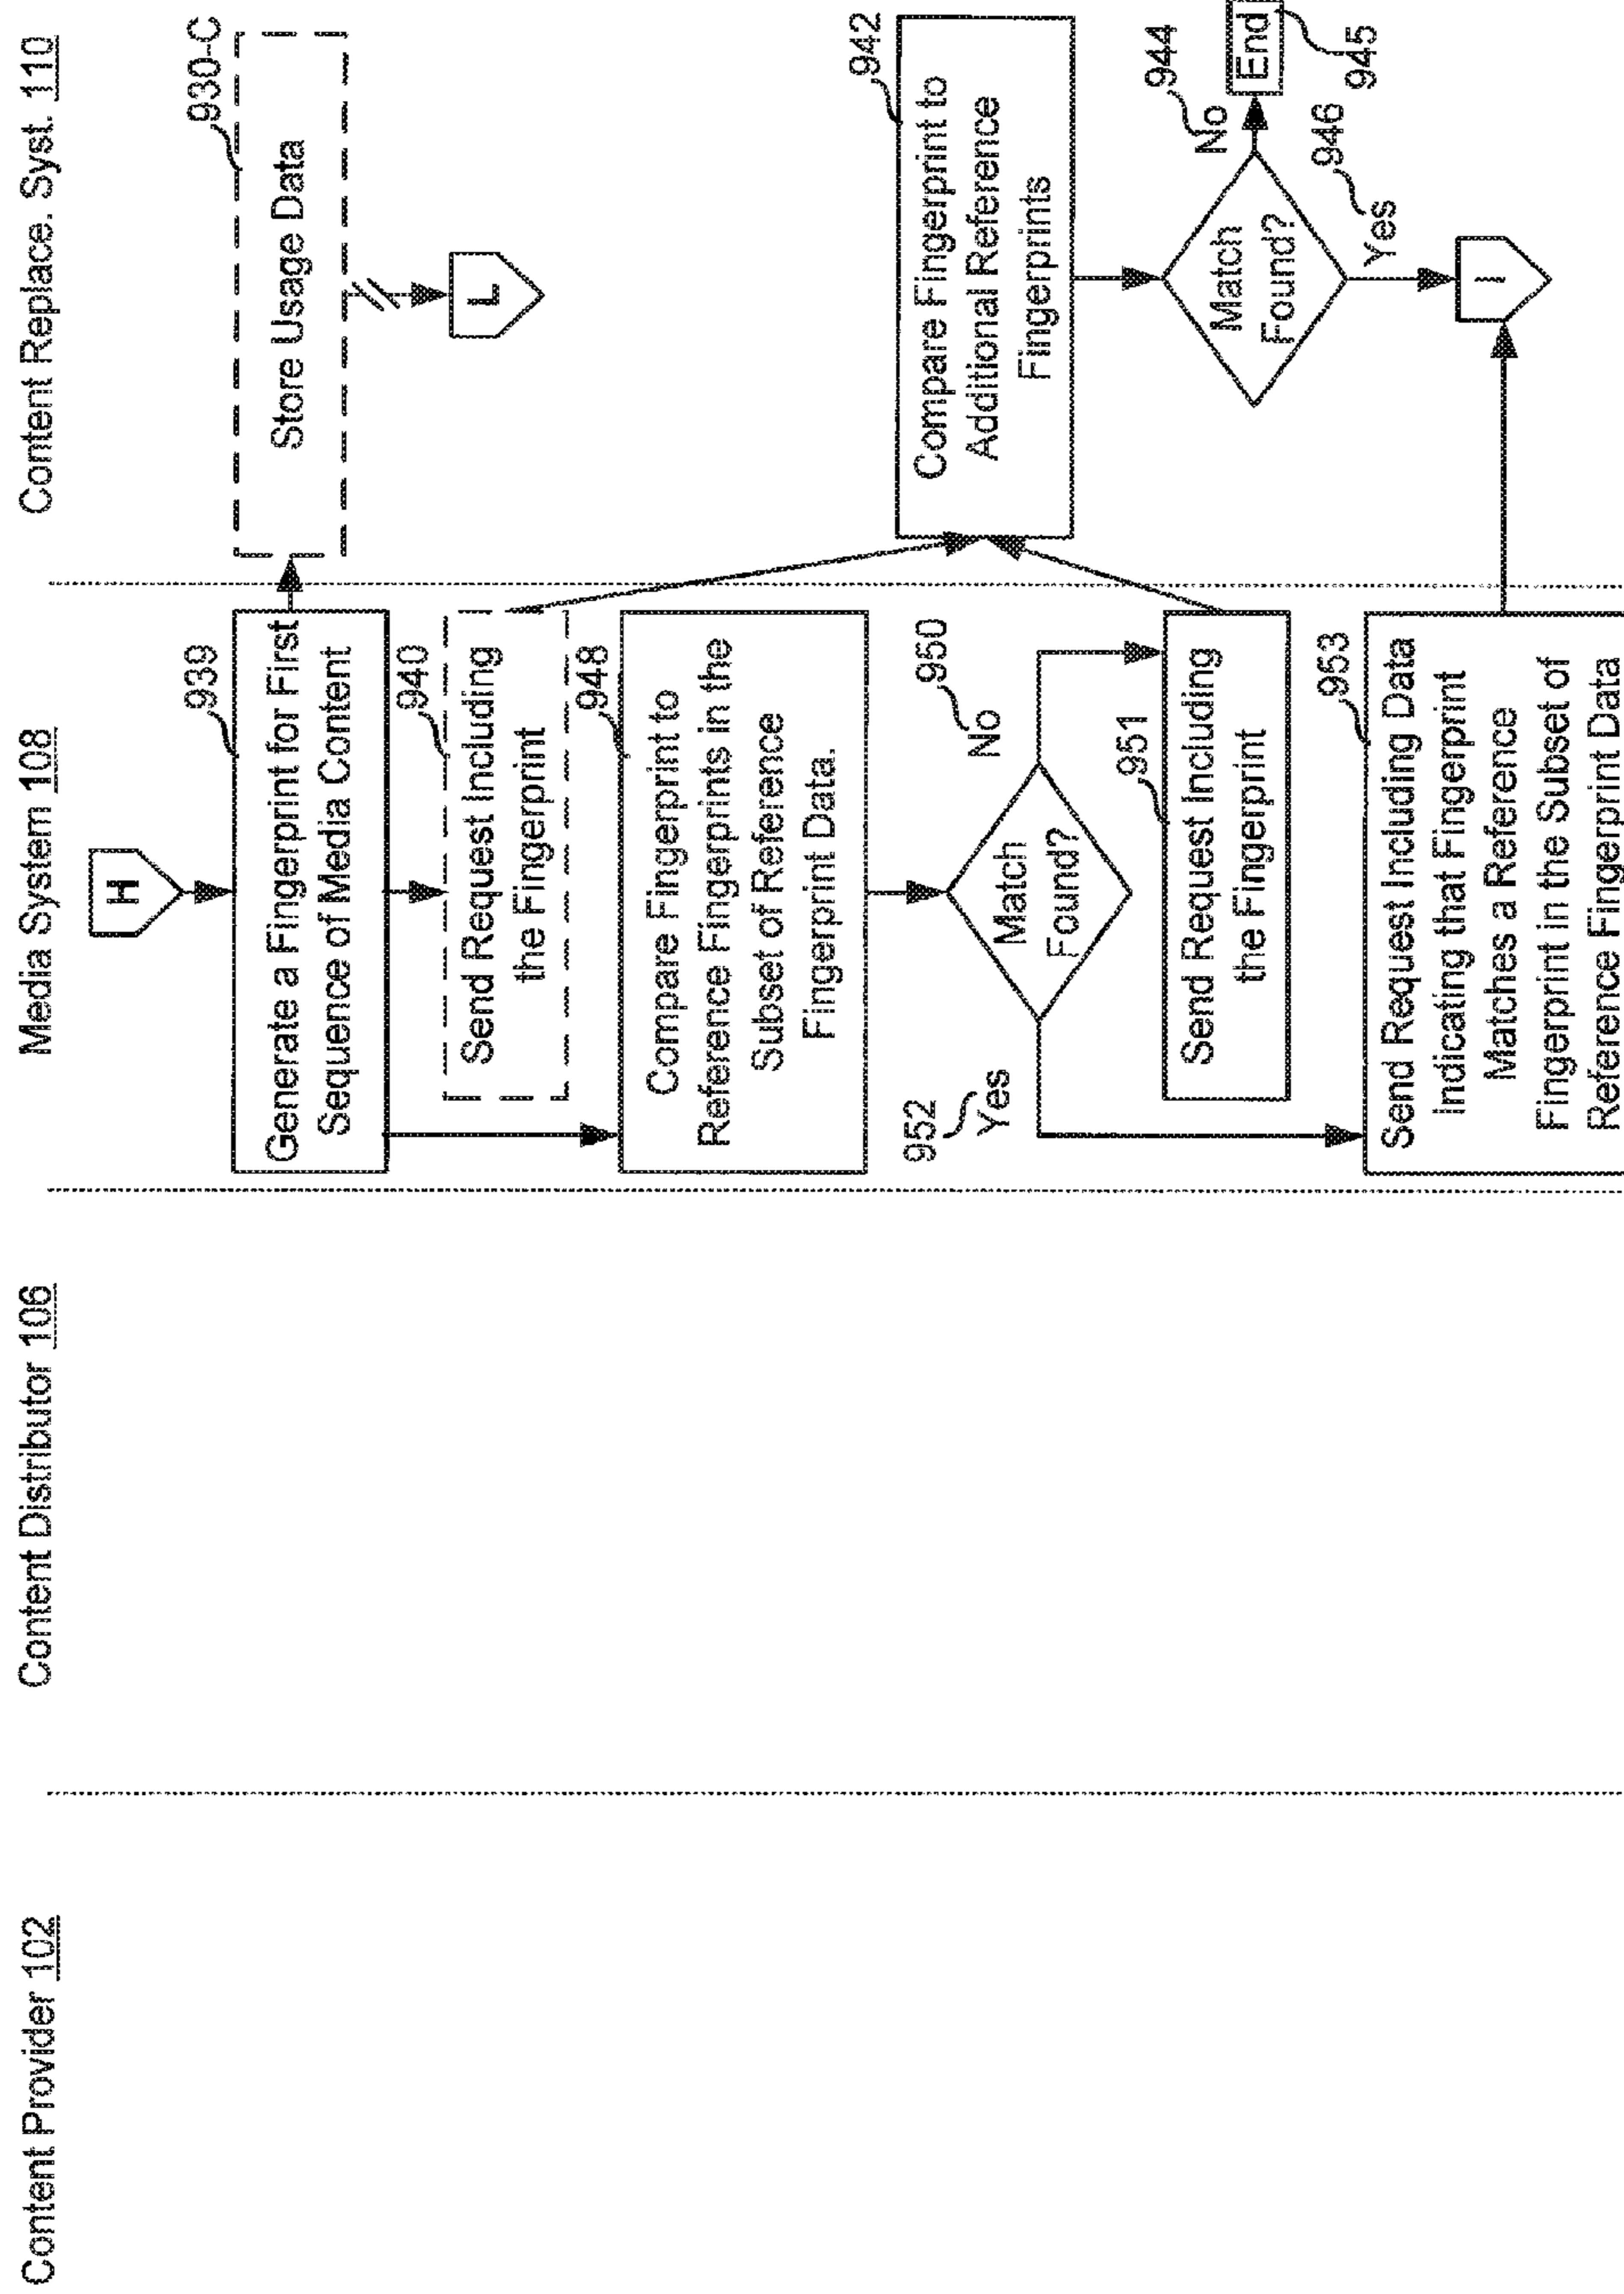 Content Provider 102
Content Distributor 106
Media System 108
Content Replace. Syst. 110
H
939
Generate a Fingerprint for First
Sequence of Media Content
930-C
Store Usage Data
L
940
Send Request Including
the Fingerprint
948
Compare Fingerprint to
Reference Fingerprints in the
Subset of Reference
Fingerprint Data.
942
Compare Fingerprint to
Additional Reference
Fingerprints
952
Yes
Match
Found?
950
No
951
Send Request Including
the Fingerprint
Match
Found?
944
No
End
945
946
Yes
I
953
Send Request Including Data
Indicating that Fingerprint
Matches a Reference
Fingerprint in the Subset of
Reference Fingerprint Data